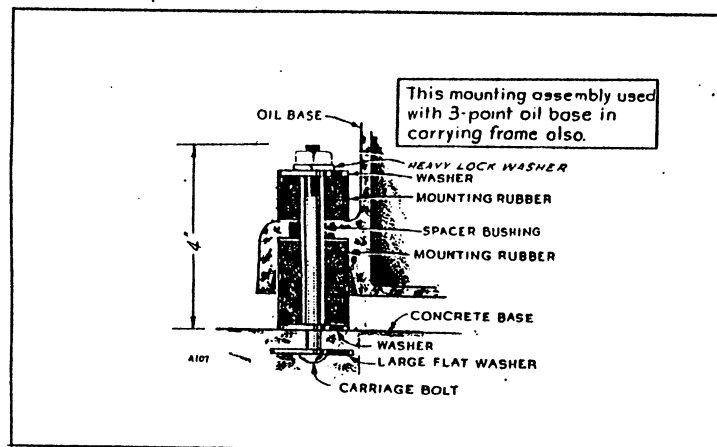 This mounting assembly used
with 3-point oil base in
carrying frame also.
OIL BASE
HEAVY LOCK WASHER
WASHER
MOUNTING RUBBER
SPACER BUSHING
MOUNTING RUBBER
4"
CONCRETE BASE
WASHER
A107
LARGE FLAT WASHER
CARRIAGE BOLT